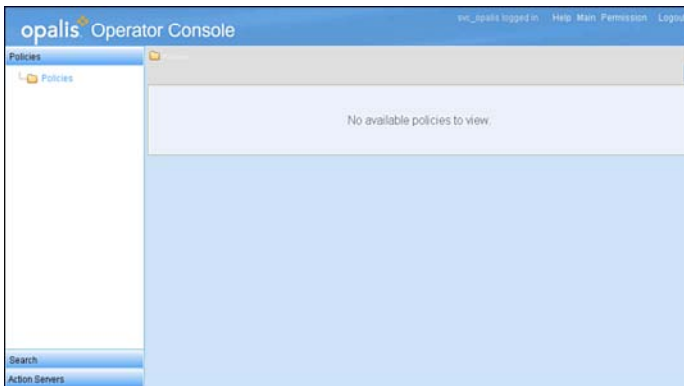 opalis Operator Console
svc_opalis logged in Help Main Permission Logou
Policies
Policies
No available policies to view.
Search
Action Servers